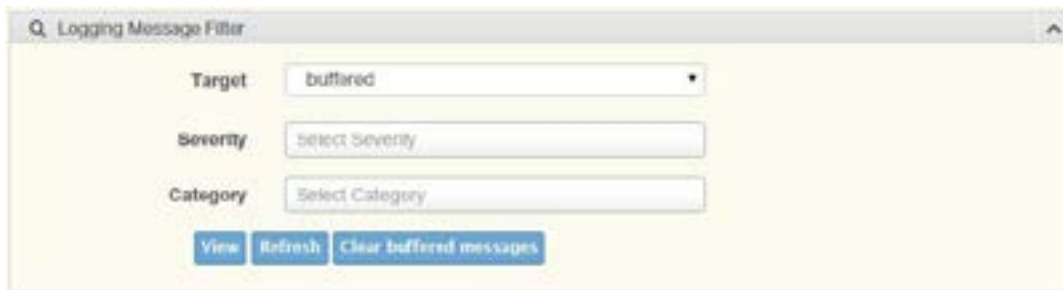 Logging Message Filter
Target buffered
Severity Select Severity
Category Select Category
View Refresh Clear buffered messages